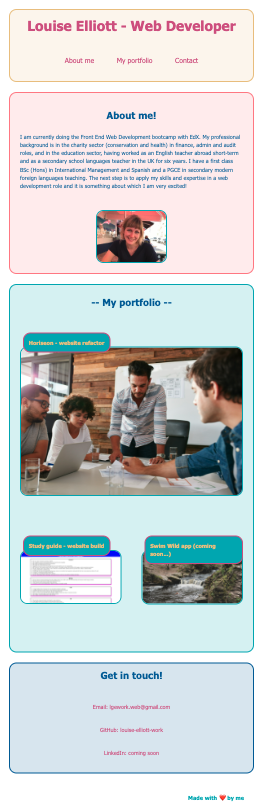 Louise Elliott - Web Developer
About me My portfolio Contact
About me!
I am currently doing the Front End Web Development bootcamp with EdX. My professional
background is in the charity sector (conservation and health) in finance, admin and audit
roles, and in the education sector, having worked as an English teacher abroad short-term
and as a secondary school languages teacher in the UK for six years. I have a first class
BSc (Hons) in International Management and Spanish and a PGCE in secondary modern
foreign languages teaching. The next step is to apply my skills and expertise in a web
development role and it is something about which I am very excited!
-- My portfolio --
Horiseon - website refactor
Study guide - website build
Swim Wild app (coming
soon...)
Get in touch!
Email: lgework.web@gmail.com
GitHub: louise-elliott-work
LinkedIn: coming soon
Made with ❤️ by me